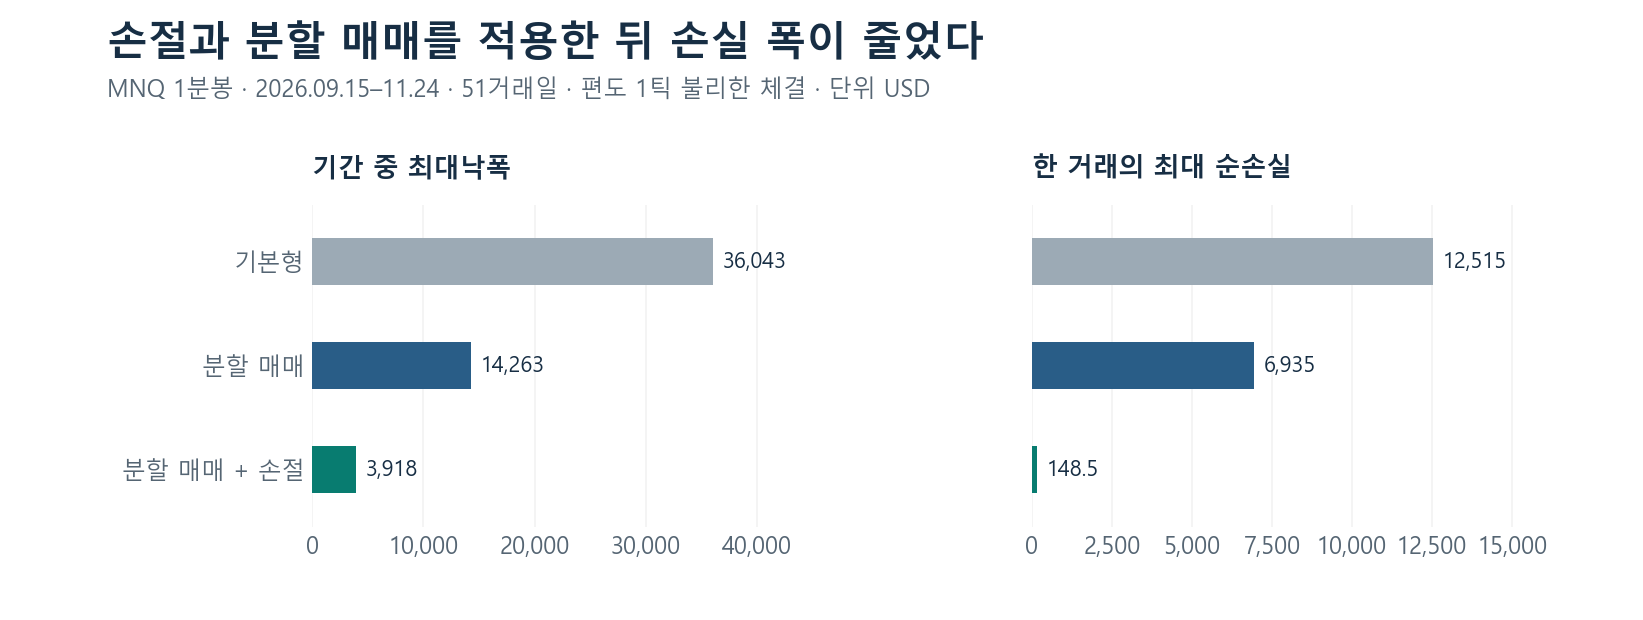 손절과 분할 매매를 적용한 뒤 손실 폭이 줄었다
MNQ 1분봉 · 2026.09.15–11.24 · 51거래일 · 편도 1틱 불리한 체결 · 단위 USD
기간 중 최대낙폭
기본형 36,043
분할 매매 14,263
분할 매매 + 손절 3,918
0 10,000 20,000 30,000 40,000
한 거래의 최대 순손실
12,515
6,935
148.5
0 2,500 5,000 7,500 10,000 12,500 15,000